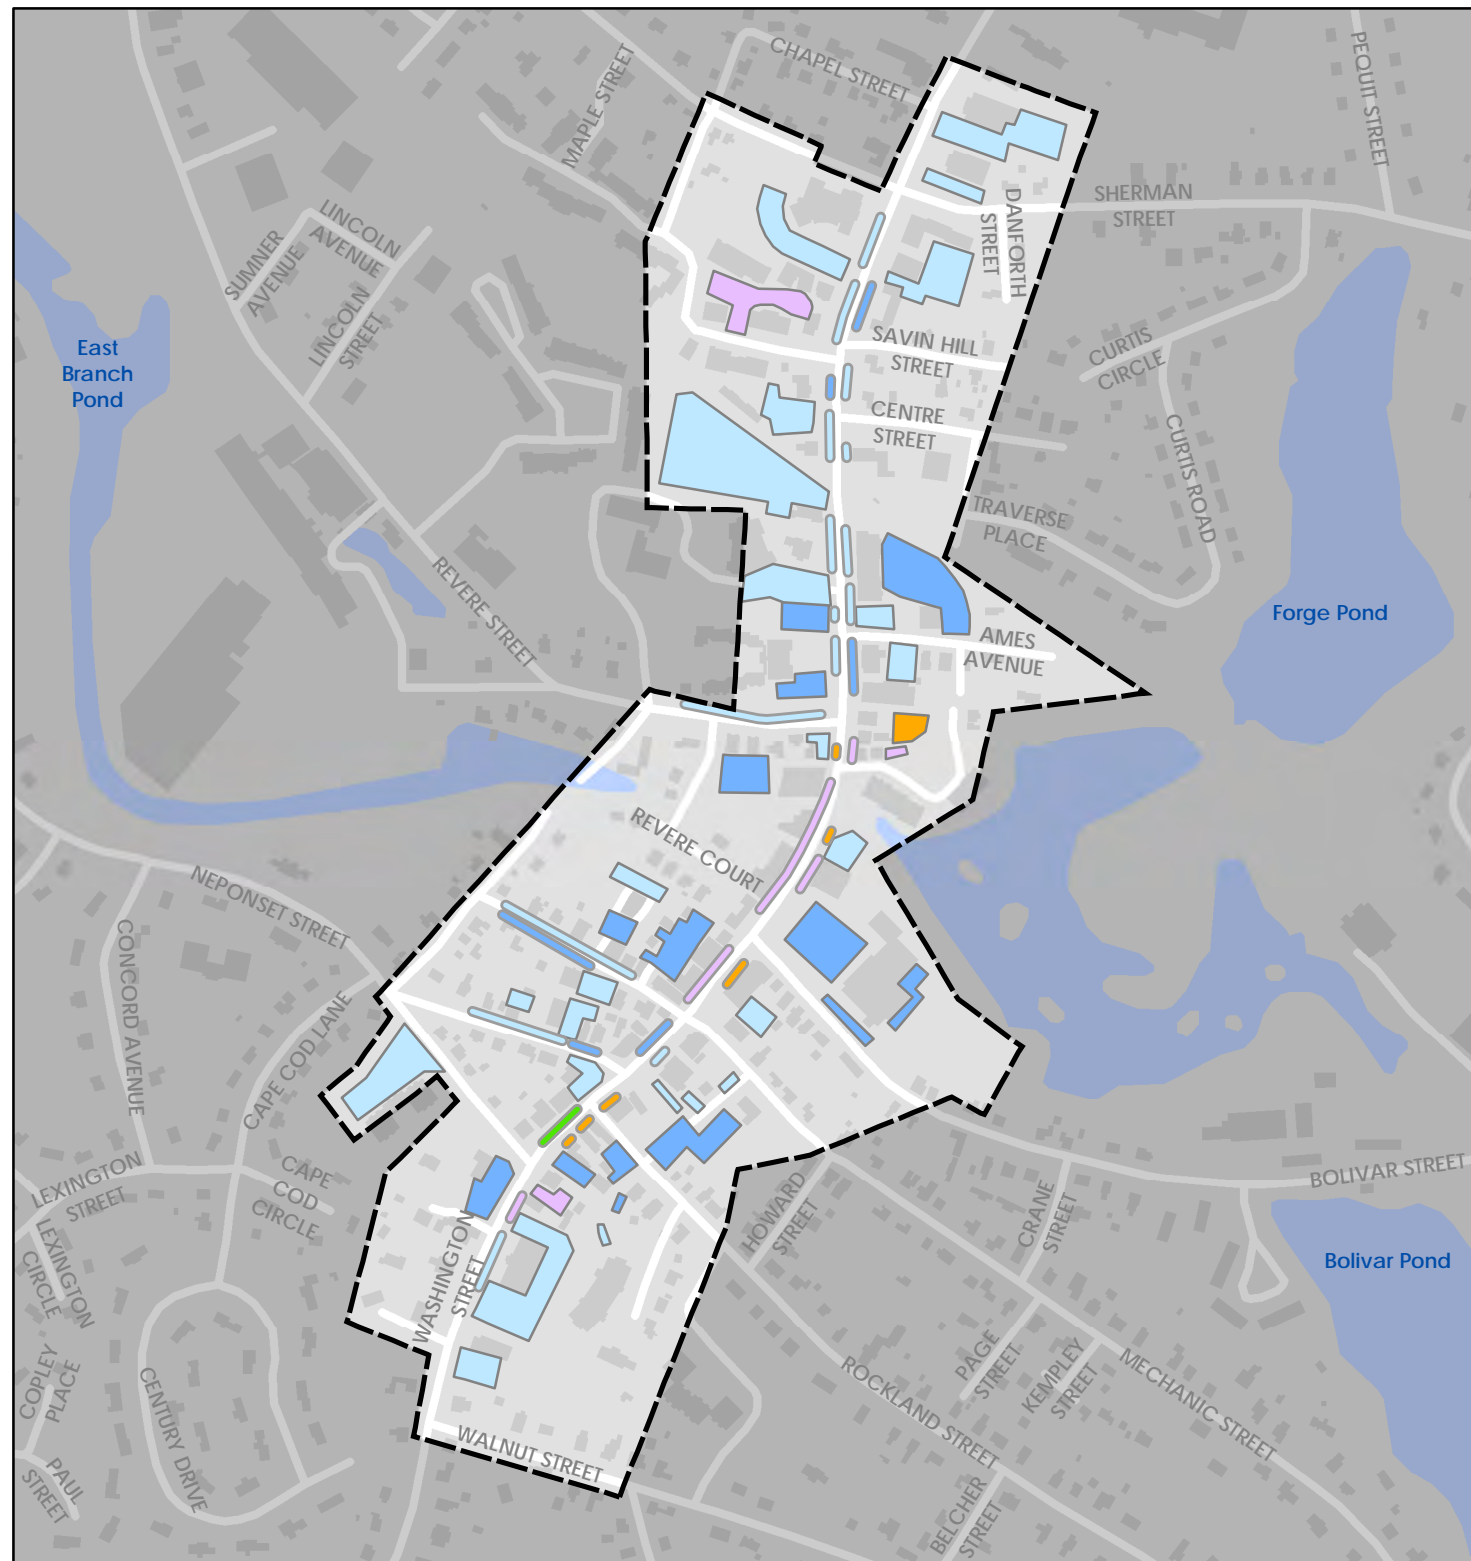 CHAPEL STREET
PEQUIT STREET
MAPLE STREET
SHERMAN
STREET
DANFORTH
STREET
LINCOLN
AVENUE
SUMNER
AVENUE
LINCOLN
STREET
East
Branch
Pond
SAVIN HILL
STREET
CURTIS
CIRCLE
CENTRE
STREET
CURTIS ROAD
TRAVERSE
PLACE
REVERE STREET
Forge Pond
AMES
AVENUE
REVERE COURT
NEPONSET STREET
CONCORD AVENUE
CAPE COD LANE
LEXINGTON
STREET
CAPE
COD
CIRCLE
LEXINGTON
CIRCLE
BOLIVAR STREET
HOWARD
STREET
CRANE
STREET
Bolivar Pond
WASHINGTON
STREET
COPLEY
PLACE
CENTURY DRIVE
PAGE
STREET
KEMPLEY
STREET
MECHANIC STREET
ROCKLAND STREET
WALNUT STREET
PAUL
STREET
BELCHER
STREET